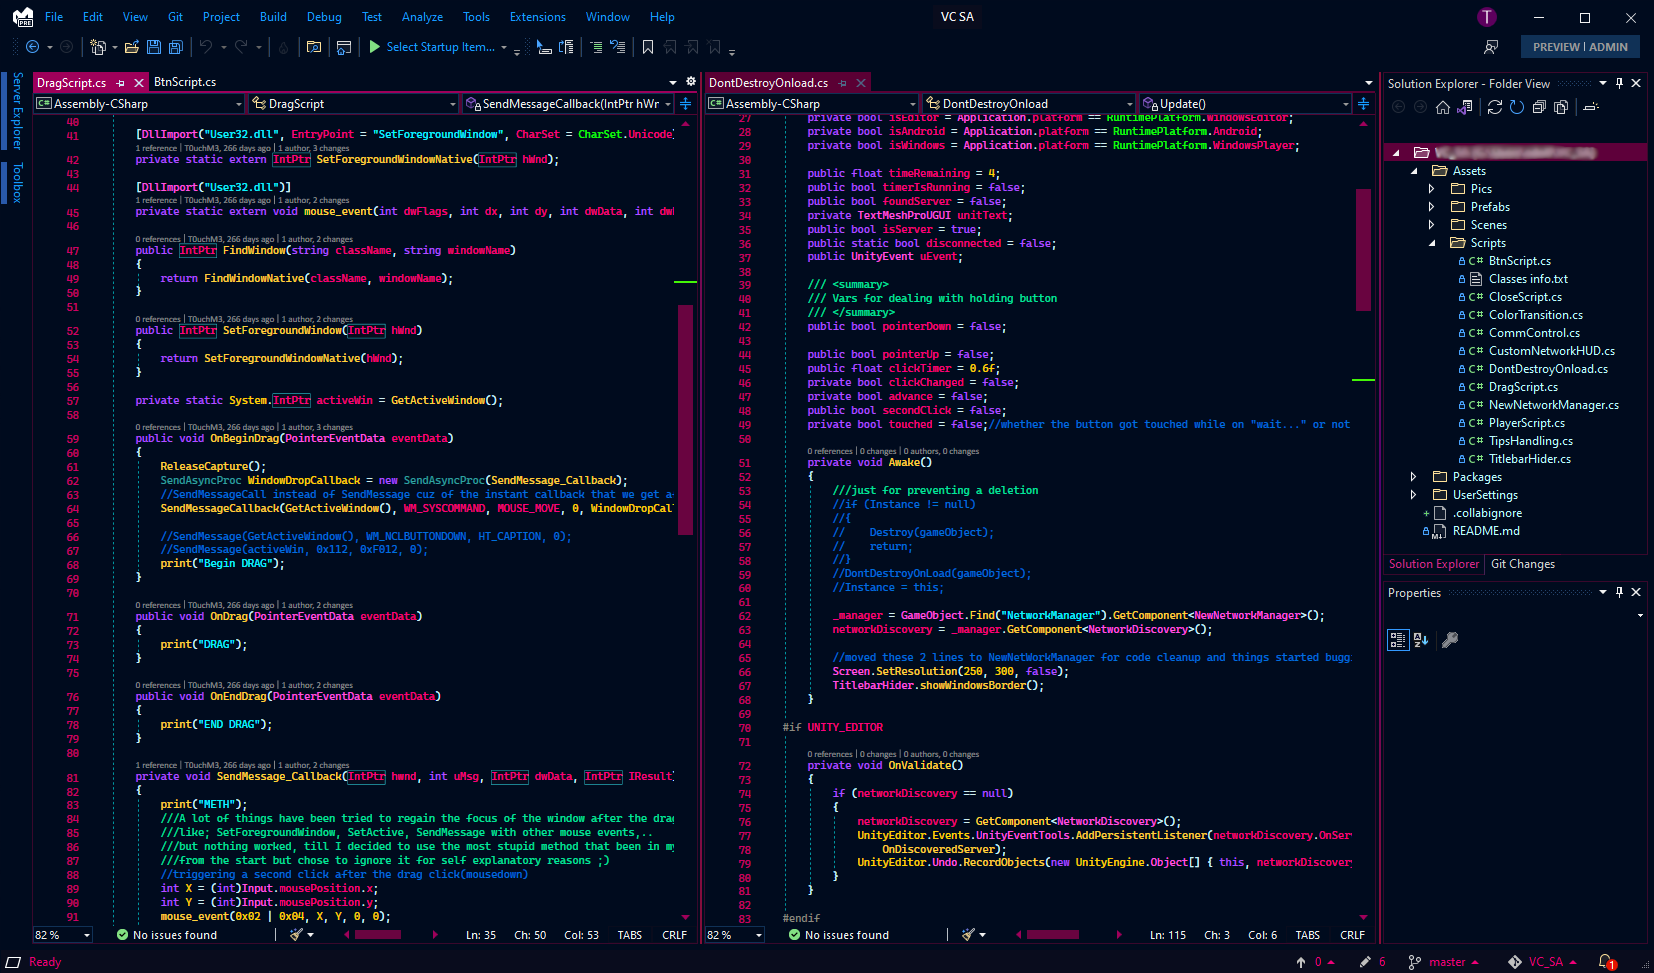 File Edit View Git Project Build Debug Test Analyze Tools Extensions Window Help VC SA T
Select Startup Item... PREVIEW | ADMIN
Server Explorer
Toolbox
DragScript.cs BtnScript.cs
Assembly-CSharp DragScript SendMessageCallback(IntPtr hWr
40
41 [DllImport("User32.dll", EntryPoint = "SetForegroundWindow", CharSet = CharSet.Unicode)
1 reference | T0uchM3, 266 days ago | 1 author, 3 changes
42 private static extern IntPtr SetForegroundWindowNative(IntPtr hWnd);
43
44 [DllImport("User32.dll")]
1 reference | T0uchM3, 266 days ago | 1 author, 2 changes
45 private static extern void mouse_event(int dwFlags, int dx, int dy, int dwData, int dw
46
0 references | T0uchM3, 266 days ago | 1 author, 2 changes
47 public IntPtr FindWindow(string className, string windowName)
48 {
49 return FindWindowNative(className, windowName);
50 }
51
0 references | T0uchM3, 266 days ago | 1 author, 2 changes
52 public IntPtr SetForegroundWindow(IntPtr hWnd)
53 {
54 return SetForegroundWindowNative(hWnd);
55 }
56
57 private static System.IntPtr activeWin = GetActiveWindow();
58
0 references | T0uchM3, 266 days ago | 1 author, 3 changes
59 public void OnBeginDrag(PointerEventData eventData)
60 {
61 ReleaseCapture();
62 SendAsyncProc WindowDropCallback = new SendAsyncProc(SendMessage_Callback);
63 //SendMessageCall instead of SendMessage cuz of the instant callback that we get a
64 SendMessageCallback(GetActiveWindow(), WM_SYSCOMMAND, MOUSE_MOVE, 0, WindowDropCal
65
66 //SendMessage(GetActiveWindow(), WM_NCLBUTTONDOWN, HT_CAPTION, 0);
67 //SendMessage(activeWin, 0x112, 0xF012, 0);
68 print("Begin DRAG");
69 }
70
0 references | T0uchM3, 266 days ago | 1 author, 2 changes
71 public void OnDrag(PointerEventData eventData)
72 {
73 print("DRAG");
74 }
75
0 references | T0uchM3, 266 days ago | 1 author, 2 changes
76 public void OnEndDrag(PointerEventData eventData)
77 {
78 print("END DRAG");
79 }
80
1 reference | T0uchM3, 266 days ago | 1 author, 2 changes
81 private void SendMessage_Callback(IntPtr hwnd, int uMsg, IntPtr dwData, IntPtr IResult)
82 {
83 print("METH");
84 ///A lot of things have been tried to regain the focus of the window after the drag
85 ///like; SetForegroundWindow, SetActive, SendMessage with other mouse events,..
86 ///but nothing worked, till I decided to use the most stupid method that been in my
87 ///from the start but chose to ignore it for self explanatory reasons ;)
88 //triggering a second click after the drag click(mousedown)
89 int X = (int)Input.mousePosition.x;
90 int Y = (int)Input.mousePosition.y;
91 mouse_event(0x02 | 0x04, X, Y, 0, 0);
82 % No issues found Ln: 35 Ch: 50 Col: 53 TABS CRLF
DontDestroyOnload.cs
Assembly-CSharp DontDestroyOnload Update()
27 private bool isEditor = Application.platform == RuntimePlatform.WindowsEditor;
28 private bool isAndroid = Application.platform == RuntimePlatform.Android;
29 private bool isWindows = Application.platform == RuntimePlatform.WindowsPlayer;
30
31 public float timeRemaining = 4;
32 public bool timerIsRunning = false;
33 public bool foundServer = false;
34 private TextMeshProUGUI unitText;
35 public bool isServer = true;
36 public static bool disconnected = false;
37 public UnityEvent uEvent;
38
39 /// <summary>
40 /// Vars for dealing with holding button
41 /// </summary>
42 public bool pointerDown = false;
43
44 public bool pointerUp = false;
45 public float clickTimer = 0.6f;
46 private bool clickChanged = false;
47 private bool advance = false;
48 public bool secondClick = false;
49 private bool touched = false;//whether the button got touched while on "wait..." or not
50
0 references | 0 changes | 0 authors, 0 changes
51 private void Awake()
52 {
53 ///just for preventing a deletion
54 //if (Instance != null)
55 //{
56 // Destroy(gameObject);
57 // return;
58 //}
59 //DontDestroyOnLoad(gameObject);
60 //Instance = this;
61
62 _manager = GameObject.Find("NetworkManager").GetComponent<NewNetworkManager>();
63 networkDiscovery = _manager.GetComponent<NetworkDiscovery>();
64
65 //moved these 2 lines to NewNetWorkManager for code cleanup and things started bugg
66 Screen.SetResolution(250, 300, false);
67 TitlebarHider.showWindowsBorder();
68 }
69
70 #if UNITY_EDITOR
71
0 references | 0 changes | 0 authors, 0 changes
72 private void OnValidate()
73 {
74 if (networkDiscovery == null)
75 {
76 networkDiscovery = GetComponent<NetworkDiscovery>();
77 UnityEditor.Events.UnityEventTools.AddPersistentListener(networkDiscovery.OnSer
78 OnDiscoveredServer);
79 UnityEditor.Undo.RecordObjects(new UnityEngine.Object[] { this, networkDiscover
80 }
81 }
82
83 #endif
82 % No issues found Ln: 115 Ch: 3 Col: 6 TABS CRLF
Solution Explorer - Folder View
Assets
Pics
Prefabs
Scenes
Scripts
C# BtnScript.cs
Classes info.txt
C# CloseScript.cs
C# ColorTransition.cs
C# CommControl.cs
C# CustomNetworkHUD.cs
C# DontDestroyOnload.cs
C# DragScript.cs
C# NewNetworkManager.cs
C# PlayerScript.cs
C# TipsHandling.cs
C# TitlebarHider.cs
Packages
UserSettings
.collabignore
README.md
Solution Explorer Git Changes
Properties
Ready 0 6 master VC_SA 1